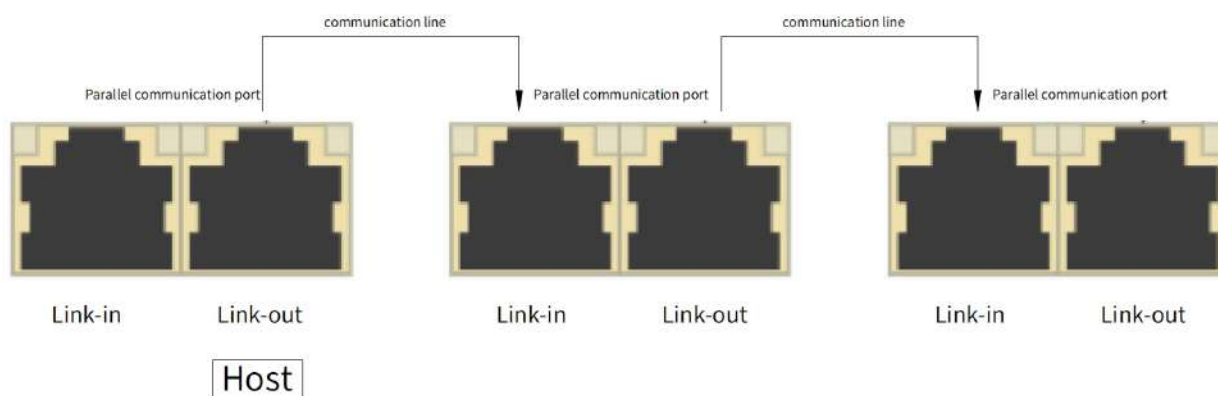 communication line
communication line
Parallel communication port
Parallel communication port
Parallel communication port
Link-in
Link-out
Link-in
Link-out
Link-in
Link-out
Host